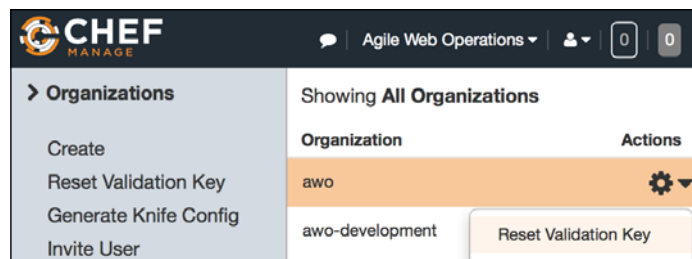 CHEF
MANAGE
Agile Web Operations
0
0
Organizations
Create
Reset Validation Key
Generate Knife Config
Invite User
Showing All Organizations
Organization Actions
awo
awo-development
Reset Validation Key